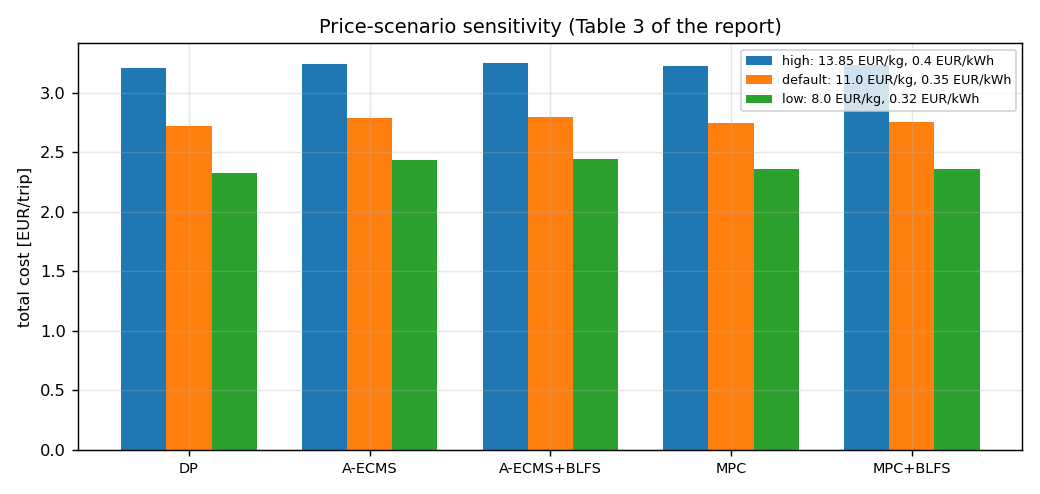 Price-scenario sensitivity (Table 3 of the report)
high: 13.85 EUR/kg, 0.4 EUR/kWh
default: 11.0 EUR/kg, 0.35 EUR/kWh
low: 8.0 EUR/kg, 0.32 EUR/kWh
total cost [EUR/trip]
3.0
2.5
2.0
1.5
1.0
0.5
0.0
DP
A-ECMS
A-ECMS+BLFS
MPC
MPC+BLFS